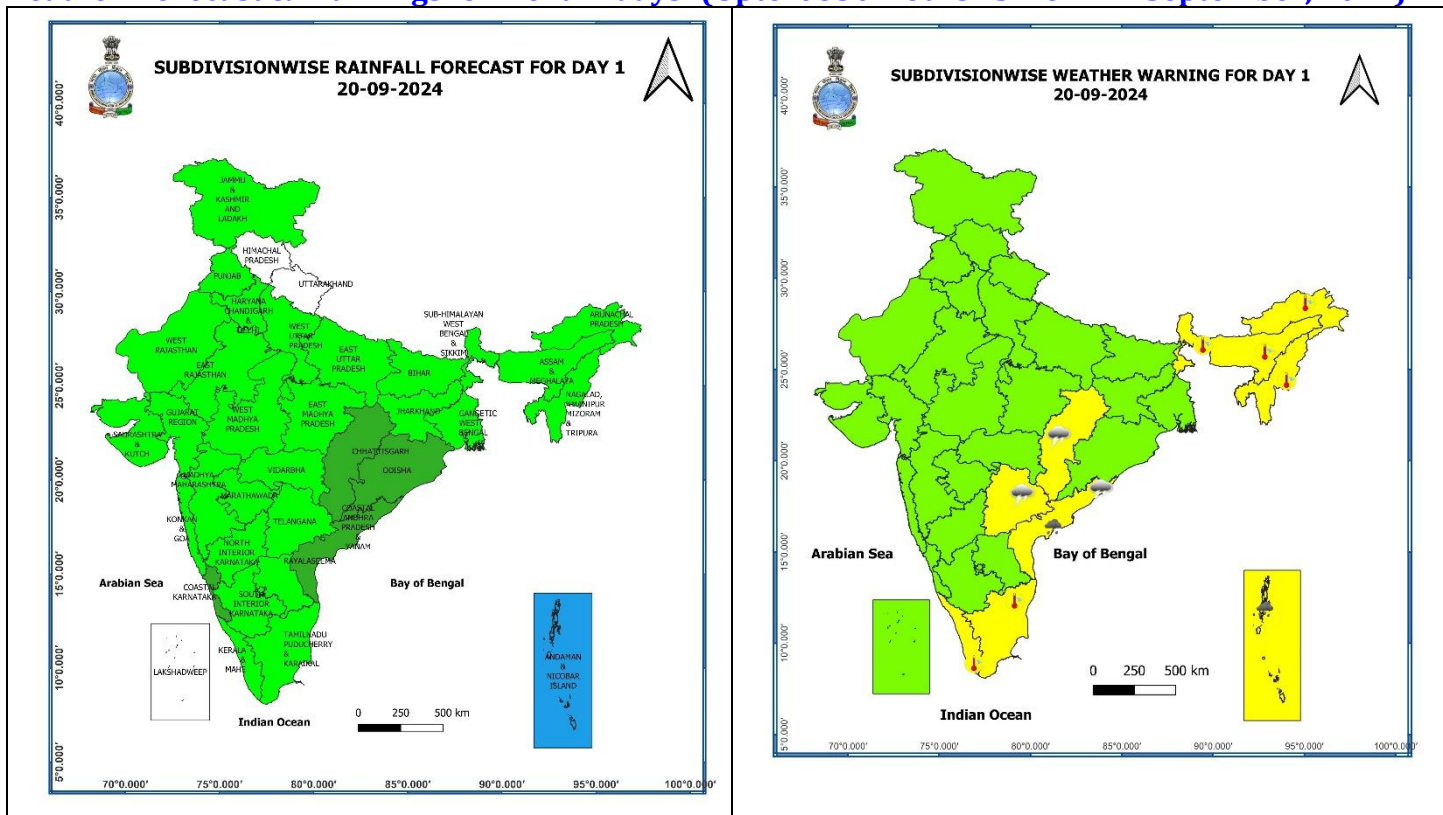 SUBDIVISIONWISE RAINFALL FORECAST FOR DAY 1
20-09-2024
40°0.000'
35°0.000'
30°0.000'
25°0.000'
20°0.000'
15°0.000'
10°0.000'
5°0.000'
JAMMU
&
KASHMIR
AND
LADAKH
HIMACHAL
PRADESH
PUNJAB
UTTARAKHAND
HARYANA
CHANDIGARH
&
DELHI
WEST
UTTAR
PRADESH
SUB-HIMALAYAN
WEST
BENGAL
&
SIKKIM
ARUNACHAL
PRADESH
WEST
RAJASTHAN
EAST
RAJASTHAN
EAST
UTTAR
PRADESH
BIHAR
ASSAM
&
MEGHALAYA
NAGALAD,
MANIPUR
MIZORAM
&
TRIPURA
GUJARAT
REGION
WEST
MADHYA
PRADESH
EAST
MADHYA
PRADESH
JHARKHAND
GANGETIC
WEST
BENGAL
SAURASHTRA
&
KUTCH
CHHATTISGARH
VIDARBHA
ODISHA
MADHYA
MAHARASHTRA
MARATHAWADA
KONKAN
&
GOA
TELANGANA
COASTAL
ANDHRA
PRADESH
&
YANAM
NORTH
INTERIOR
KARNATAKA
RAYALASEEMA
Arabian Sea
Bay of Bengal
COASTAL
KARNATAKA
SOUTH
INTERIOR
KARNATAKA
TAMILNADU
PUDUCHERRY
&
KARAIKAL
KERALA
&
MAHE
LAKSHADWEEP
ANDAMAN
&
NICOBAR
ISLAND
0 250 500 km
Indian Ocean
70°0.000' 75°0.000' 80°0.000' 85°0.000' 90°0.000' 95°0.000' 100°0.000'
SUBDIVISIONWISE WEATHER WARNING FOR DAY 1
20-09-2024
40°0.000'
35°0.000'
30°0.000'
25°0.000'
20°0.000'
15°0.000'
10°0.000'
5°0.000'
Arabian Sea
Bay of Bengal
0 250 500 km
Indian Ocean
70°0.000' 75°0.000' 80°0.000' 85°0.000' 90°0.000' 95°0.000' 100°0.000'